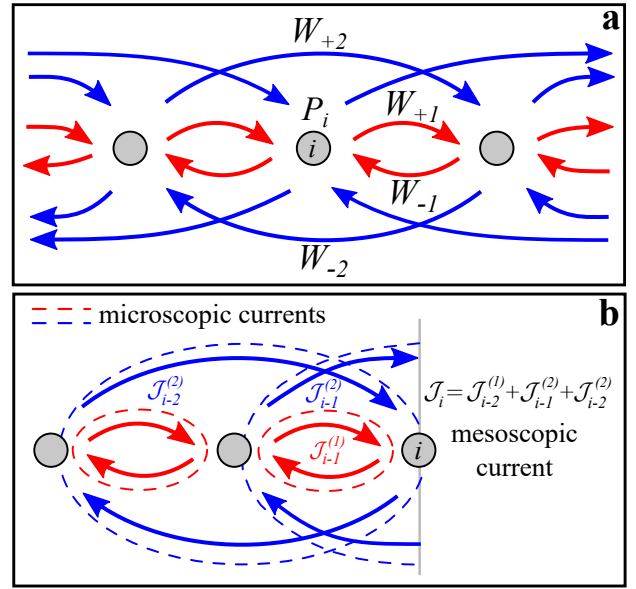 a
W₊₂
Pᵢ
W₊₁
i
W₋₁
W₋₂
b
microscopic currents
𝒥ᵢ₋₂⁽²⁾
𝒥ᵢ₋₁⁽²⁾
𝒥ᵢ = 𝒥ᵢ₋₂⁽¹⁾ + 𝒥ᵢ₋₁⁽²⁾ + 𝒥ᵢ₋₂⁽²⁾
𝒥ᵢ₋₁⁽¹⁾
i
mesoscopic
current